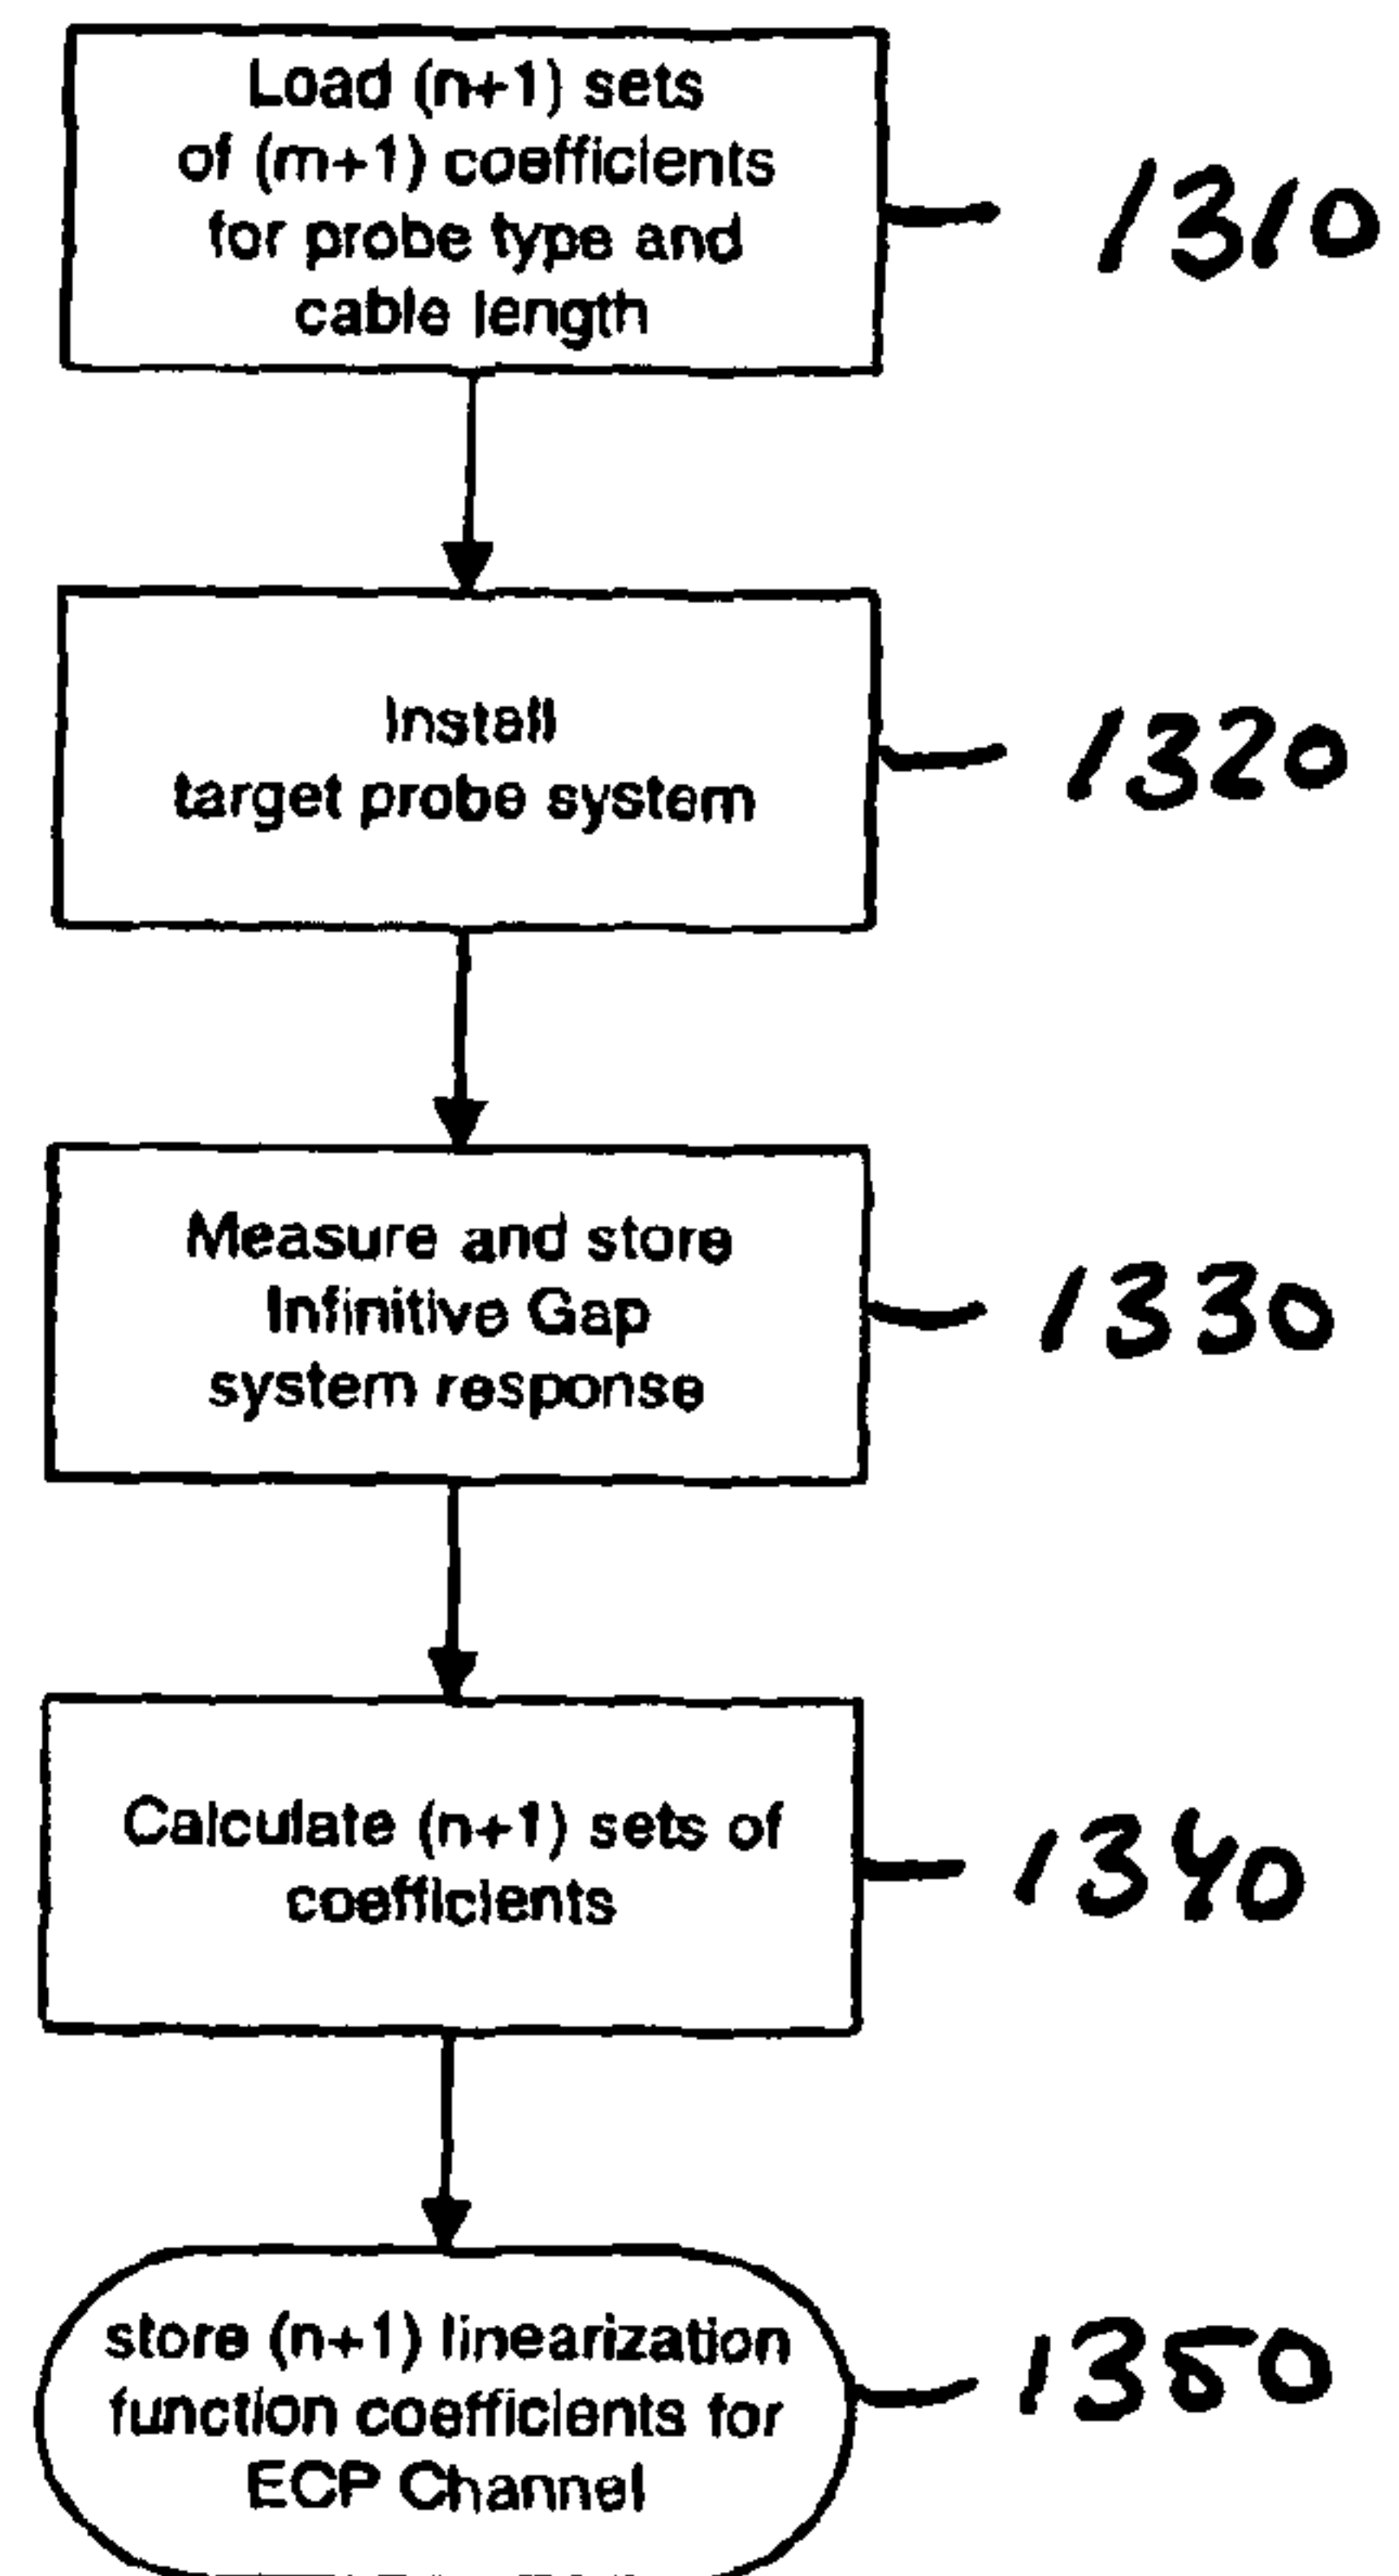 Load (n+1) sets
of (m+1) coefficients
for probe type and
cable length
1310
Install
target probe system
1320
Measure and store
Infinitive Gap
system response
1330
Calculate (n+1) sets of
coefficients
1340
store (n+1) linearization
function coefficients for
ECP Channel
1350